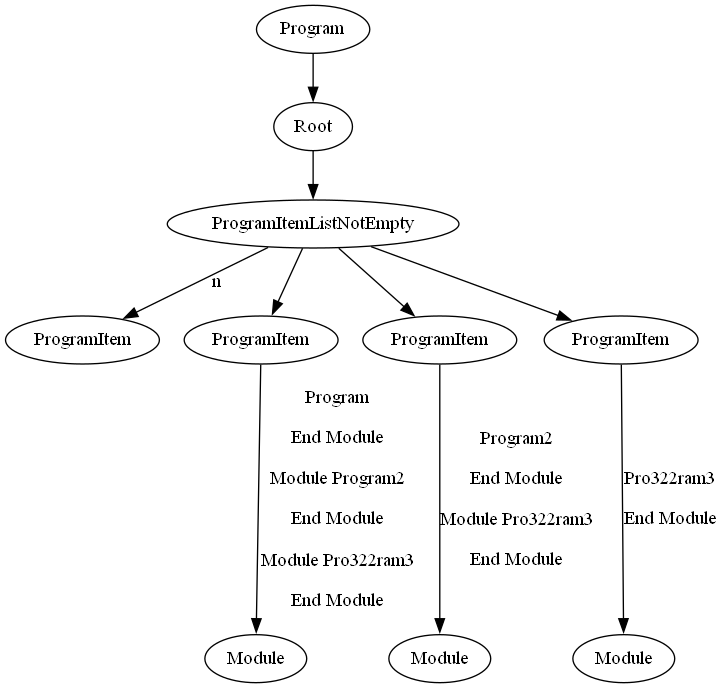 Program
Root
ProgramItemListNotEmpty
n
ProgramItem
ProgramItem
ProgramItem
ProgramItem
Program
End Module
Module Program2
End Module
Module Pro322ram3
End Module
Program2
End Module
Module Pro322ram3
End Module
Pro322ram3
End Module
Module
Module
Module